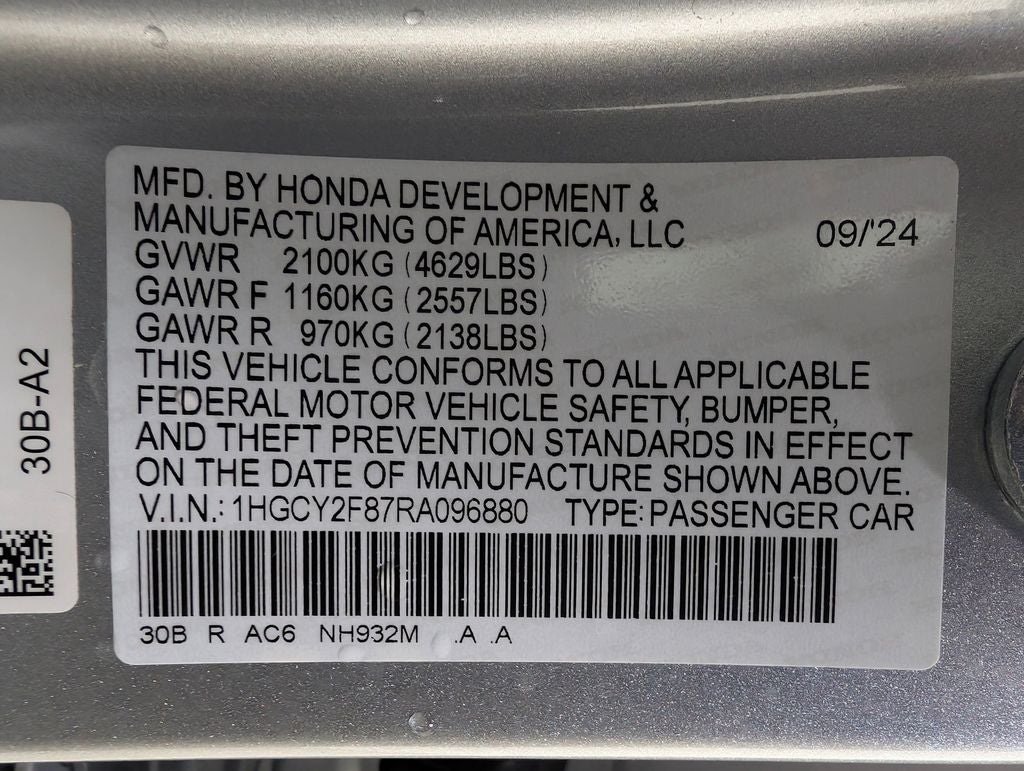 MFD. BY HONDA DEVELOPMENT &
MANUFACTURING OF AMERICA, LLC 09/'24
GVWR 2100KG (4629LBS)
GAWR F 1160KG (2557LBS)
GAWR R 970KG (2138LBS)
THIS VEHICLE CONFORMS TO ALL APPLICABLE
FEDERAL MOTOR VEHICLE SAFETY, BUMPER,
AND THEFT PREVENTION STANDARDS IN EFFECT
ON THE DATE OF MANUFACTURE SHOWN ABOVE.
V.I.N.: 1HGCY2F87RA096880 TYPE: PASSENGER CAR
30B R AC6 NH932M .A .A
30B-A2